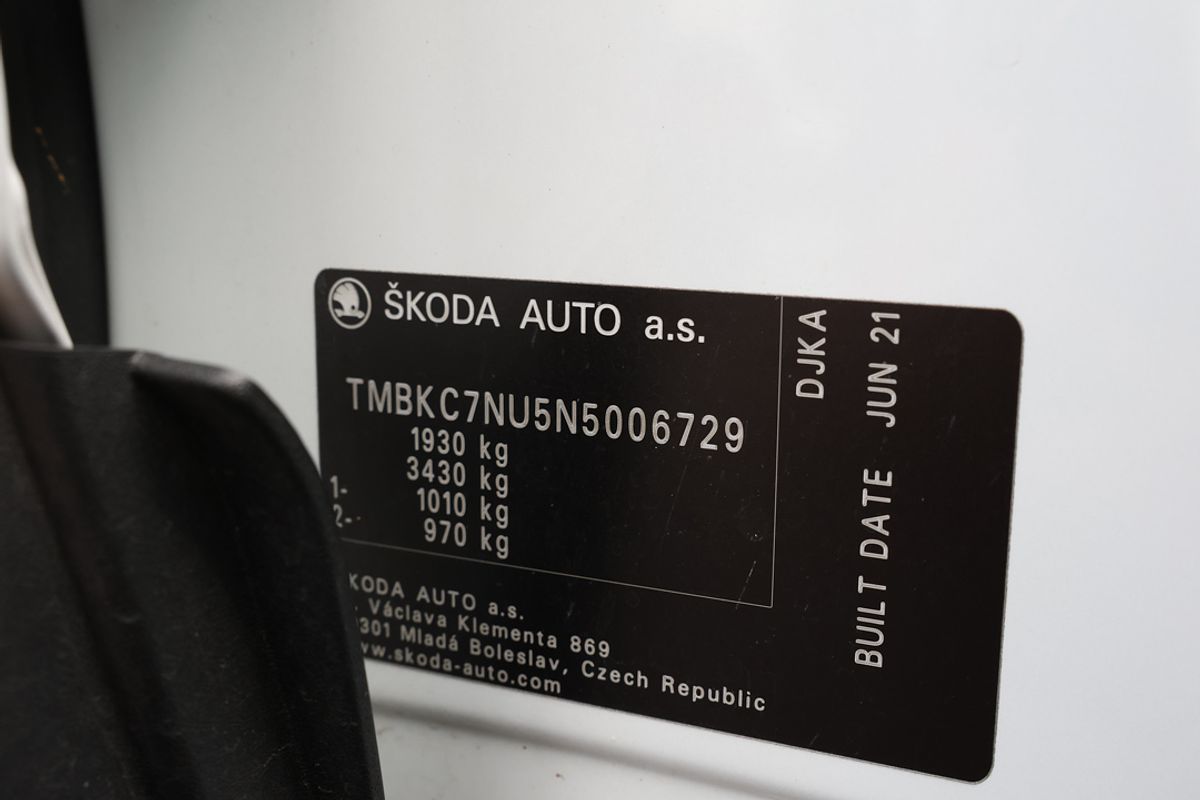 ŠKODA AUTO a.s.
TMBKC7NU5N5006729
1930 kg
3430 kg
1- 1010 kg
2- 970 kg
KODA AUTO a.s.
Václava Klementa 869
301 Mladá Boleslav, Czech Republic
w.skoda-auto.com
DJKA
BUILT DATE JUN 21